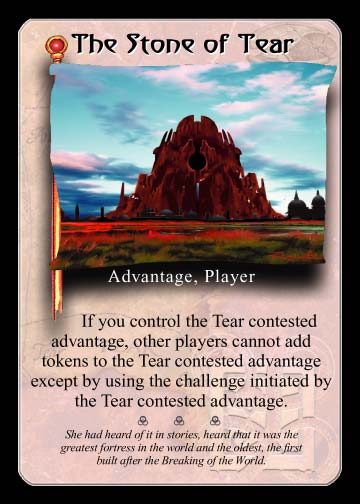 The Stone of Tear
Advantage, Player
If you control the Tear contested
advantage, other players cannot add
tokens to the Tear contested advantage
except by using the challenge initiated by
the Tear contested advantage.
She had heard of it in stories, heard that it was the
greatest fortress in the world and the oldest, the first
built after the Breaking of the World.